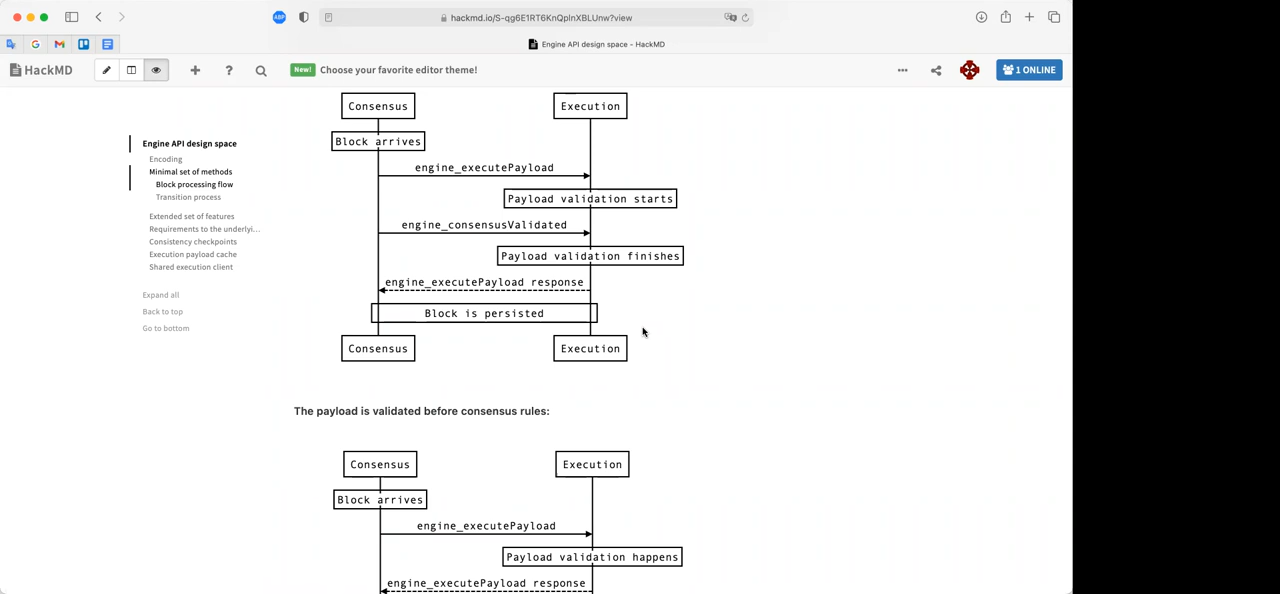 hackmd.io/S-qg6E1RT6KnQpInXBLUnw?view
Engine API design space - HackMD
HackMD
New! Choose your favorite editor theme!
1 ONLINE
Engine API design space
Encoding
Minimal set of methods
Block processing flow
Transition process
Extended set of features
Requirements to the underlyi...
Consistency checkpoints
Execution payload cache
Shared execution client
Expand all
Back to top
Go to bottom
Consensus Execution
Block arrives
engine_executePayload
Payload validation starts
engine_consensusValidated
Payload validation finishes
engine_executePayload response
Block is persisted
Consensus Execution
The payload is validated before consensus rules:
Consensus Execution
Block arrives
engine_executePayload
Payload validation happens
engine_executePayload response